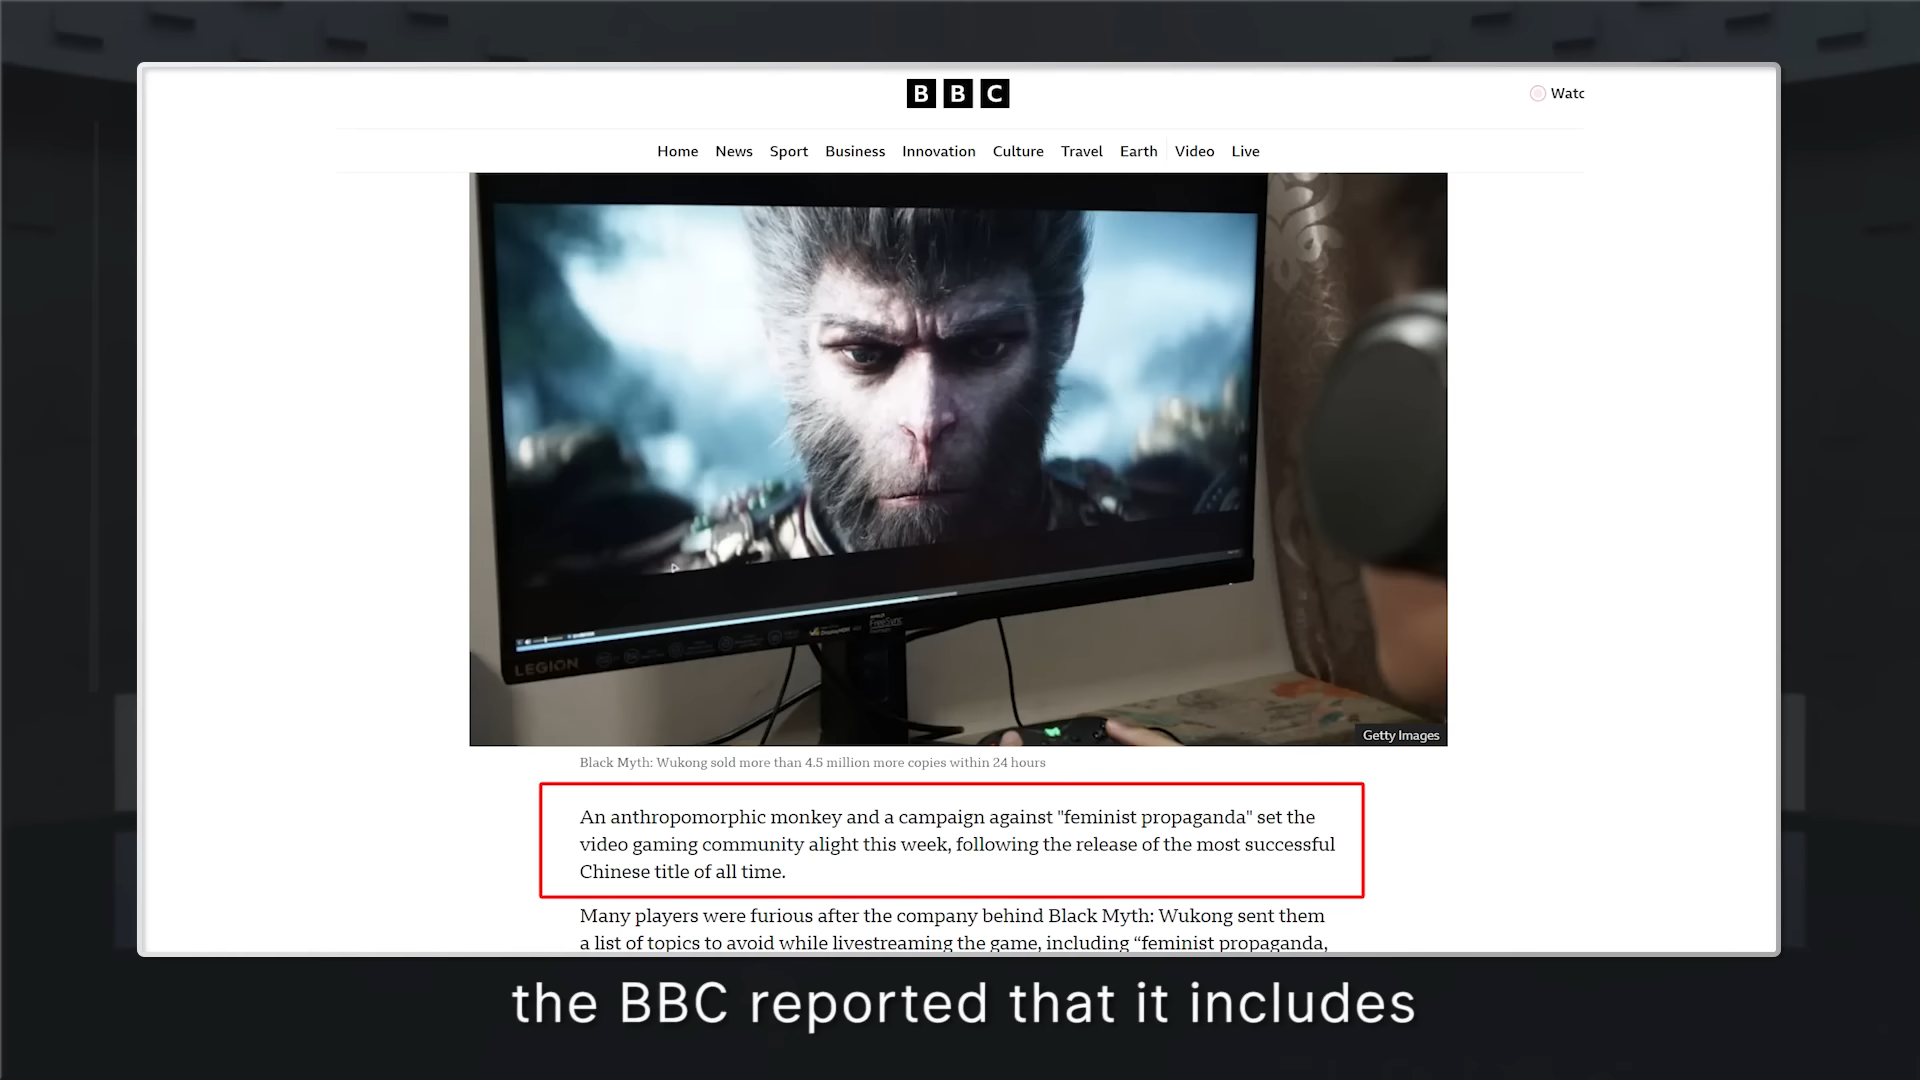 BBC
Watc
Home News Sport Business Innovation Culture Travel Earth Video Live
FreeSync
LEGION
Getty Images
Black Myth: Wukong sold more than 4.5 million more copies within 24 hours
An anthropomorphic monkey and a campaign against "feminist propaganda" set the
video gaming community alight this week, following the release of the most successful
Chinese title of all time.
Many players were furious after the company behind Black Myth: Wukong sent them
a list of topics to avoid while livestreaming the game, including “feminist propaganda,
the BBC reported that it includes